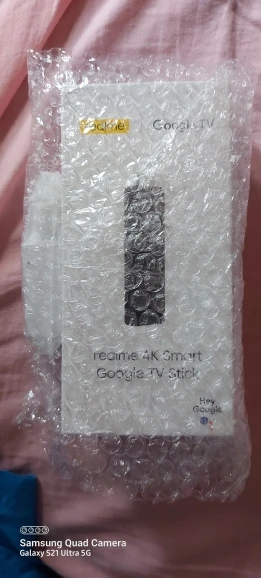 realme / Google TV
realme 4K Smart
Google TV Stick
Hey
Google
Samsung Quad Camera
Galaxy S21 Ultra 5G